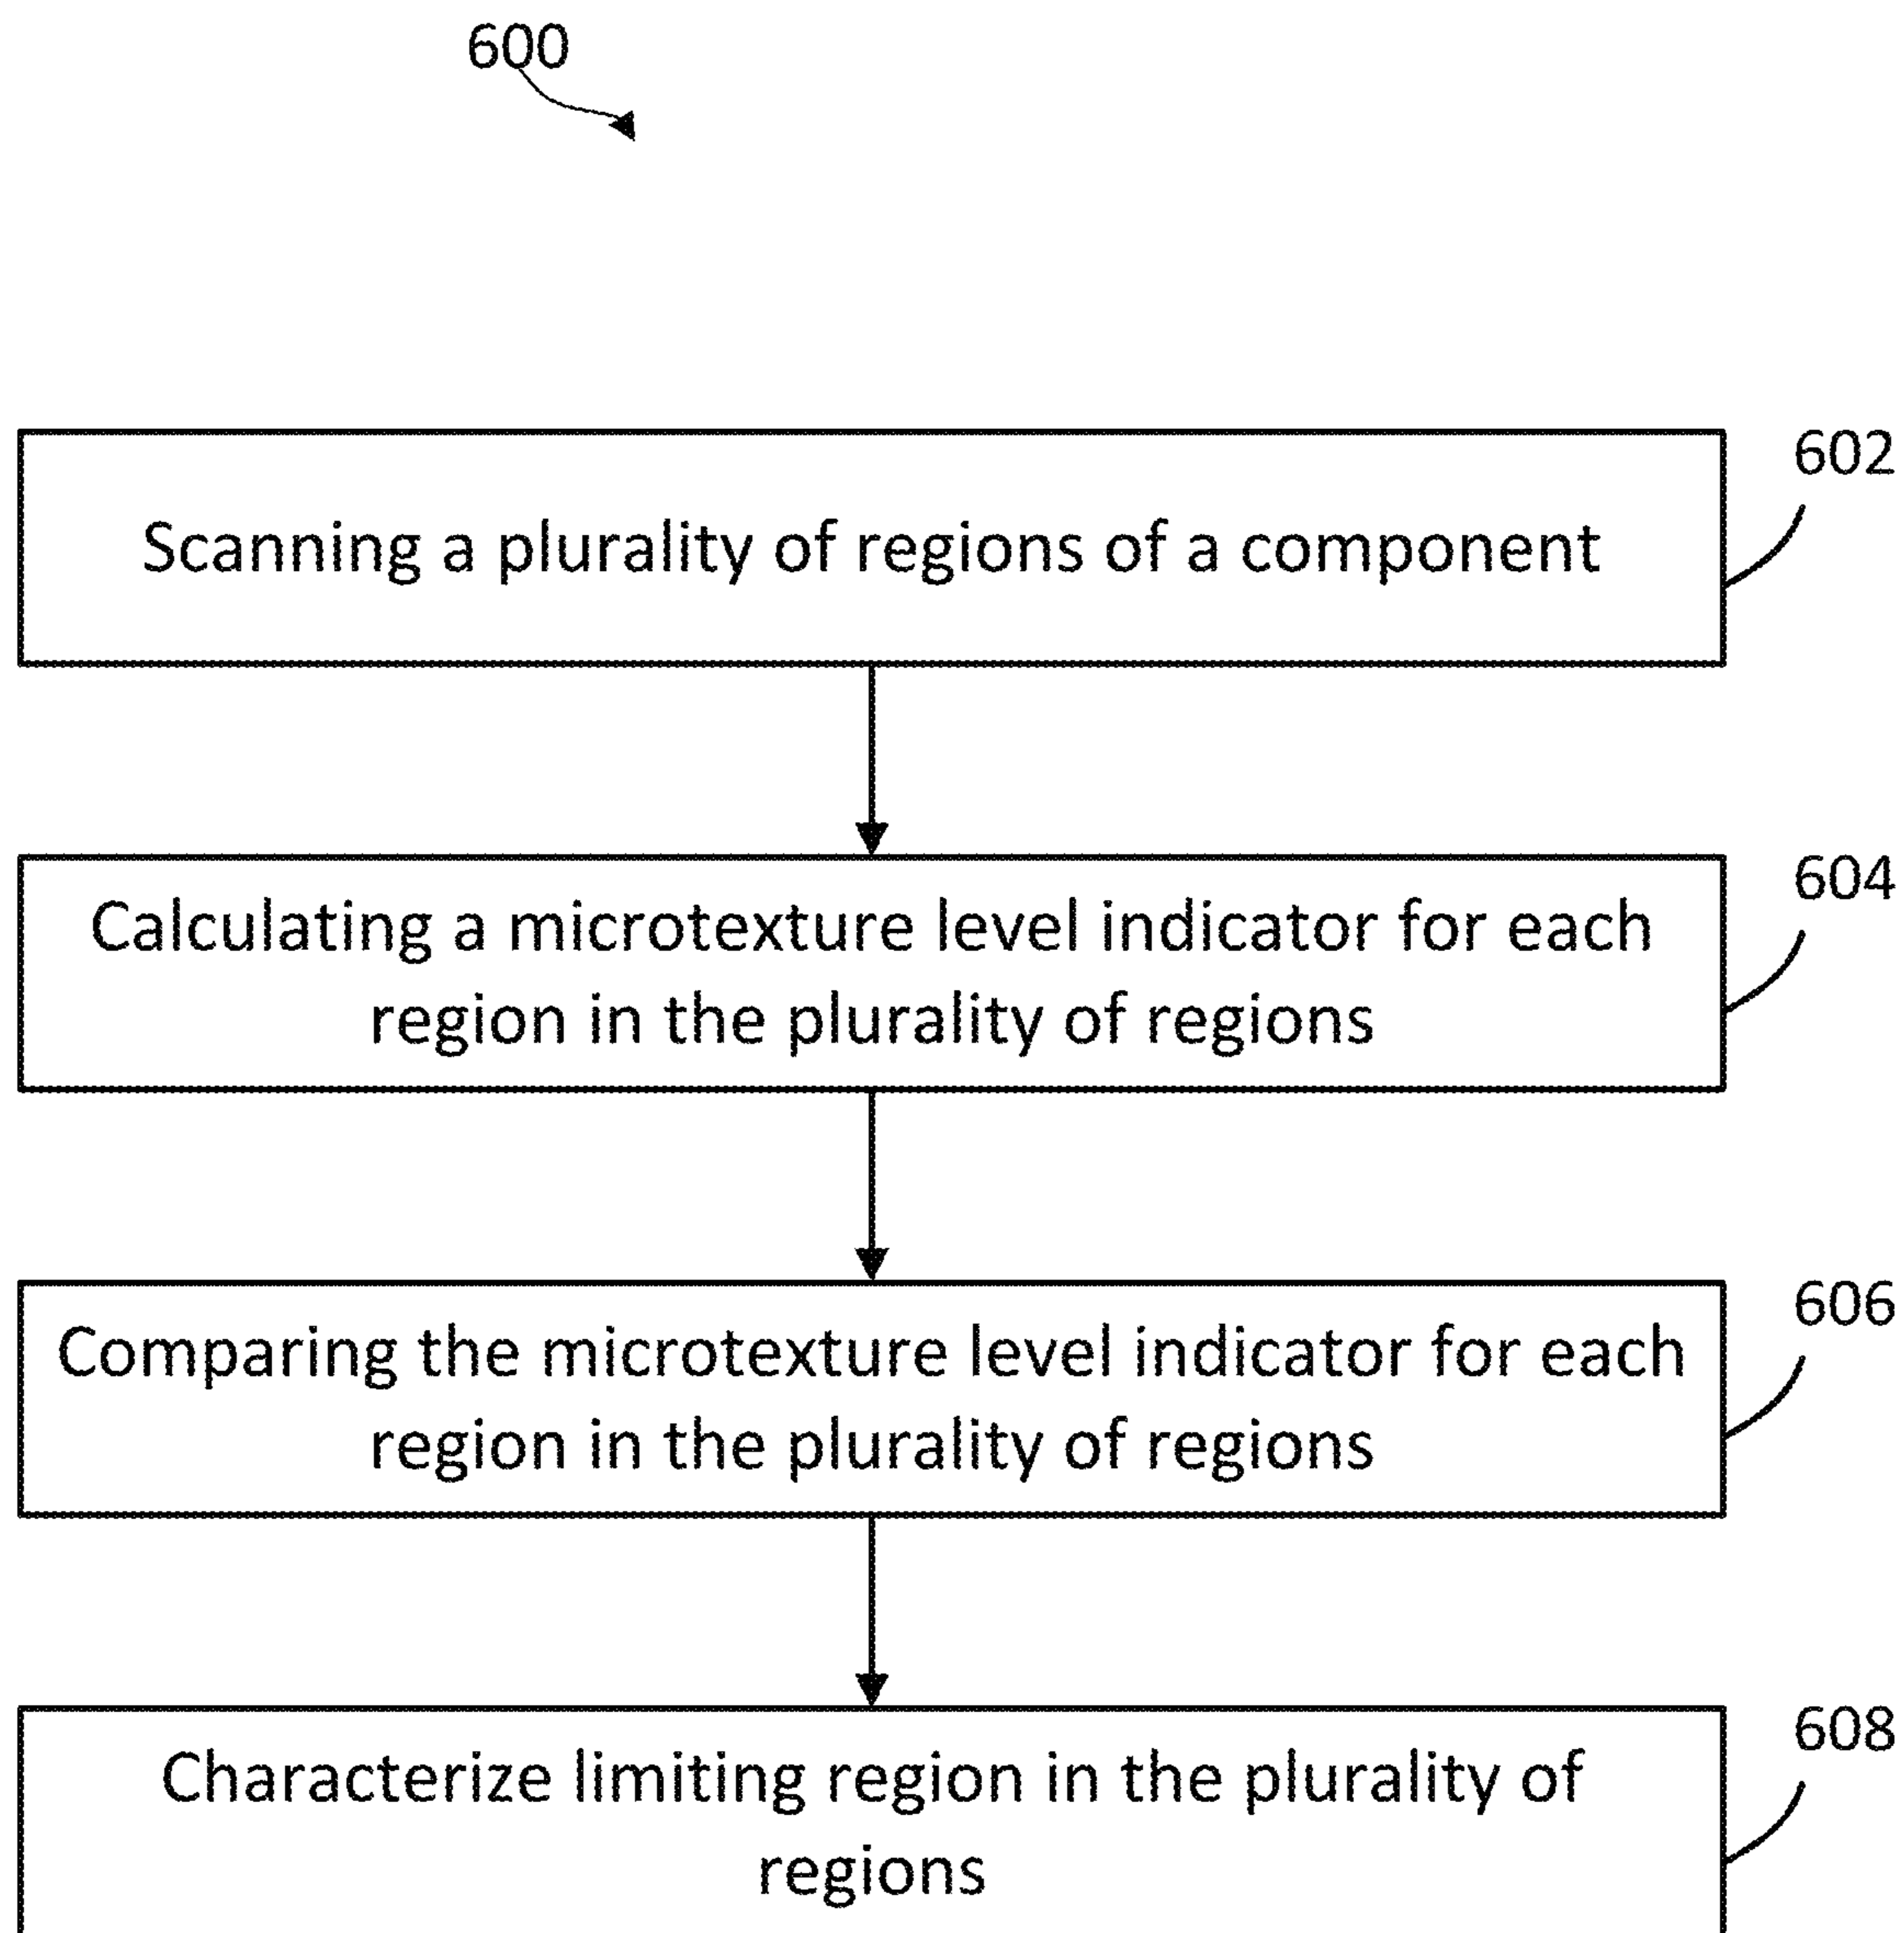 600
602
Scanning a plurality of regions of a component
604
Calculating a microtexture level indicator for each
region in the plurality of regions
606
Comparing the microtexture level indicator for each
region in the plurality of regions
608
Characterize limiting region in the plurality of
regions